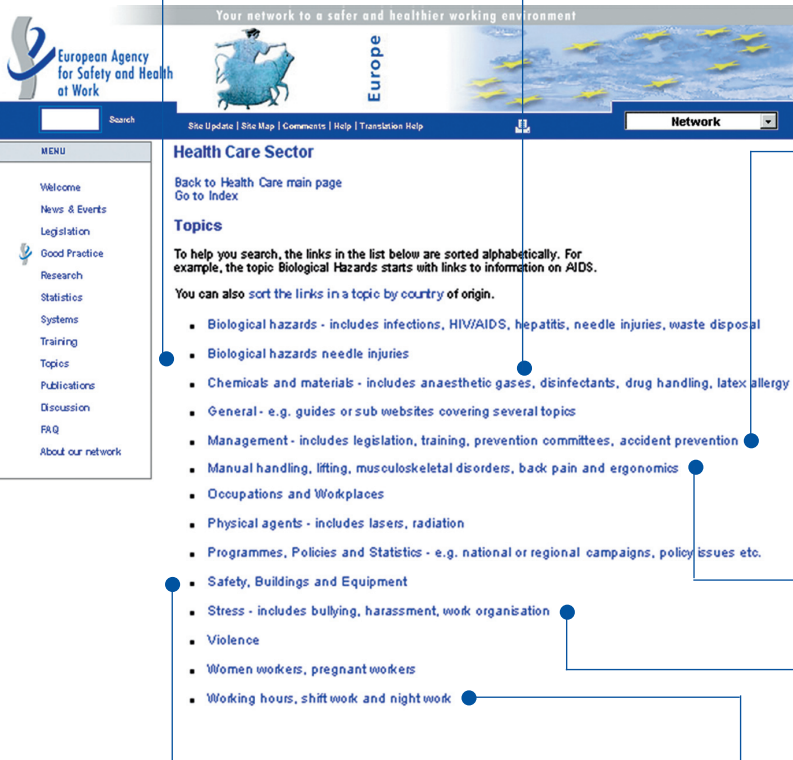 Your network to a safer and healthier working environment
European Agency
for Safety and Health
at Work
Europe
Search
Site Update | Site Map | Comments | Help | Translation Help
Network
MENU
Welcome
News & Events
Legislation
Good Practice
Research
Statistics
Systems
Training
Topics
Publications
Discussion
FAQ
About our network
Health Care Sector
Back to Health Care main page
Go to Index
Topics
To help you search, the links in the list below are sorted alphabetically. For
example, the topic Biological Hazards starts with links to information on AIDS.
You can also sort the links in a topic by country of origin.
Biological hazards - includes infections, HIV/AIDS, hepatitis, needle injuries, waste disposal
Biological hazards needle injuries
Chemicals and materials - includes anaesthetic gases, disinfectants, drug handling, latex allergy
General - e.g. guides or sub websites covering several topics
Management - includes legislation, training, prevention committees, accident prevention
Manual handling, lifting, musculoskeletal disorders, back pain and ergonomics
Occupations and Workplaces
Physical agents - includes lasers, radiation
Programmes, Policies and Statistics - e.g. national or regional campaigns, policy issues etc.
Safety, Buildings and Equipment
Stress - includes bullying, harassment, work organisation
Violence
Women workers, pregnant workers
Working hours, shift work and night work